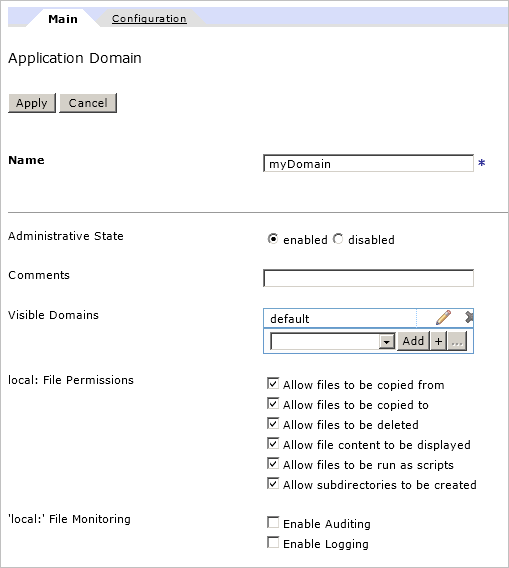 Main Configuration
Application Domain
Apply Cancel
Name myDomain *
Administrative State enabled disabled
Comments
Visible Domains default
Add + ...
local: File Permissions Allow files to be copied from
Allow files to be copied to
Allow files to be deleted
Allow file content to be displayed
Allow files to be run as scripts
Allow subdirectories to be created
'local:' File Monitoring Enable Auditing
Enable Logging